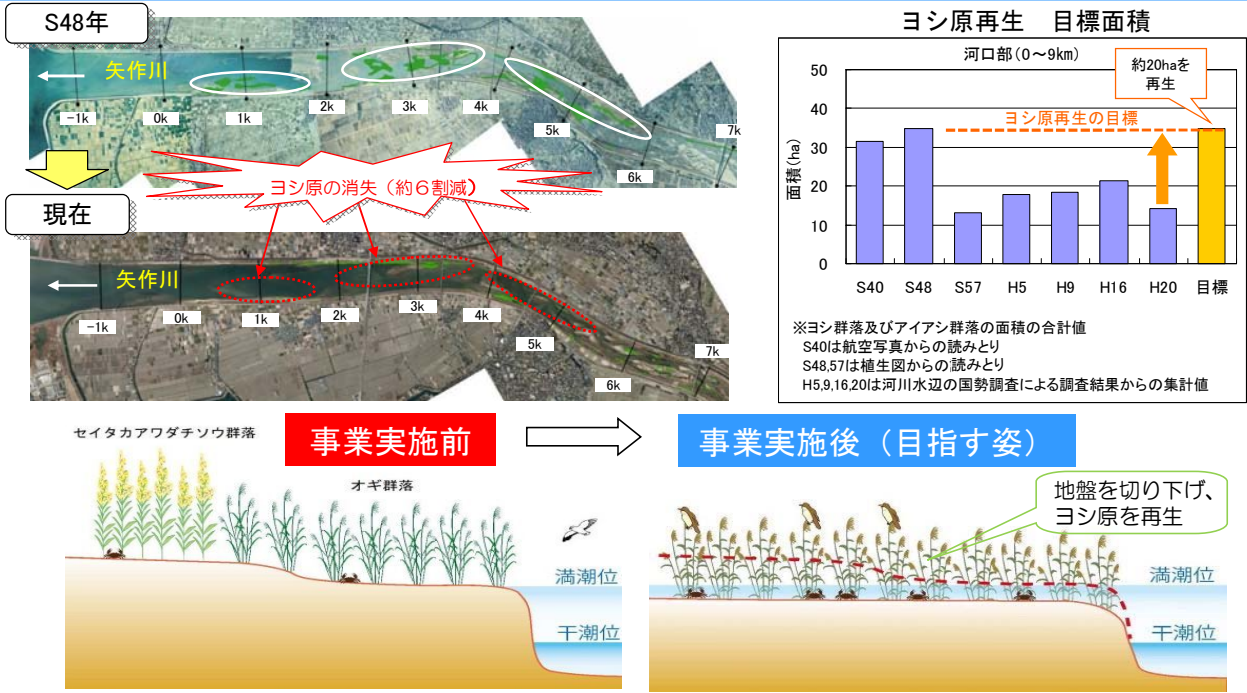 S48年
矢作川
-1k
0k
1k
2k
3k
4k
5k
6k
7k
ヨシ原の消失（約６割減）
現在
矢作川
-1k
0k
1k
2k
3k
4k
5k
6k
7k
ヨシ原再生　目標面積
河口部(0～9km)
約20haを
再生
ヨシ原再生の目標
面積(ha)
50
40
30
20
10
0
S40
S48
S57
H5
H9
H16
H20
目標
※ヨシ群落及びアイアシ群落の面積の合計値
S40は航空写真からの読みとり
S48,57は植生図からの読みとり
H5,9,16,20は河川水辺の国勢調査による調査結果からの集計値
事業実施前
セイタカアワダチソウ群落
オギ群落
満潮位
干潮位
事業実施後（目指す姿）
地盤を切り下げ、
ヨシ原を再生
満潮位
干潮位